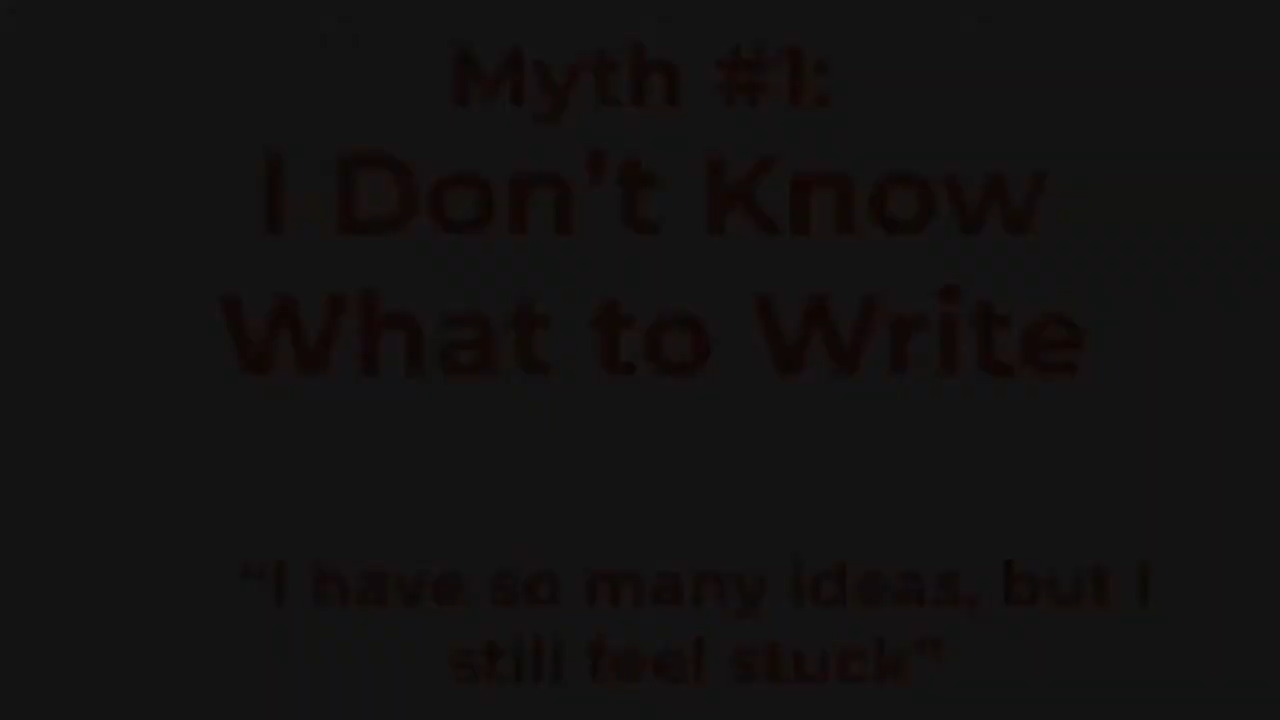 Myth #1:
I Don't Know
What to Write
“I have so many ideas, but I
still feel stuck”